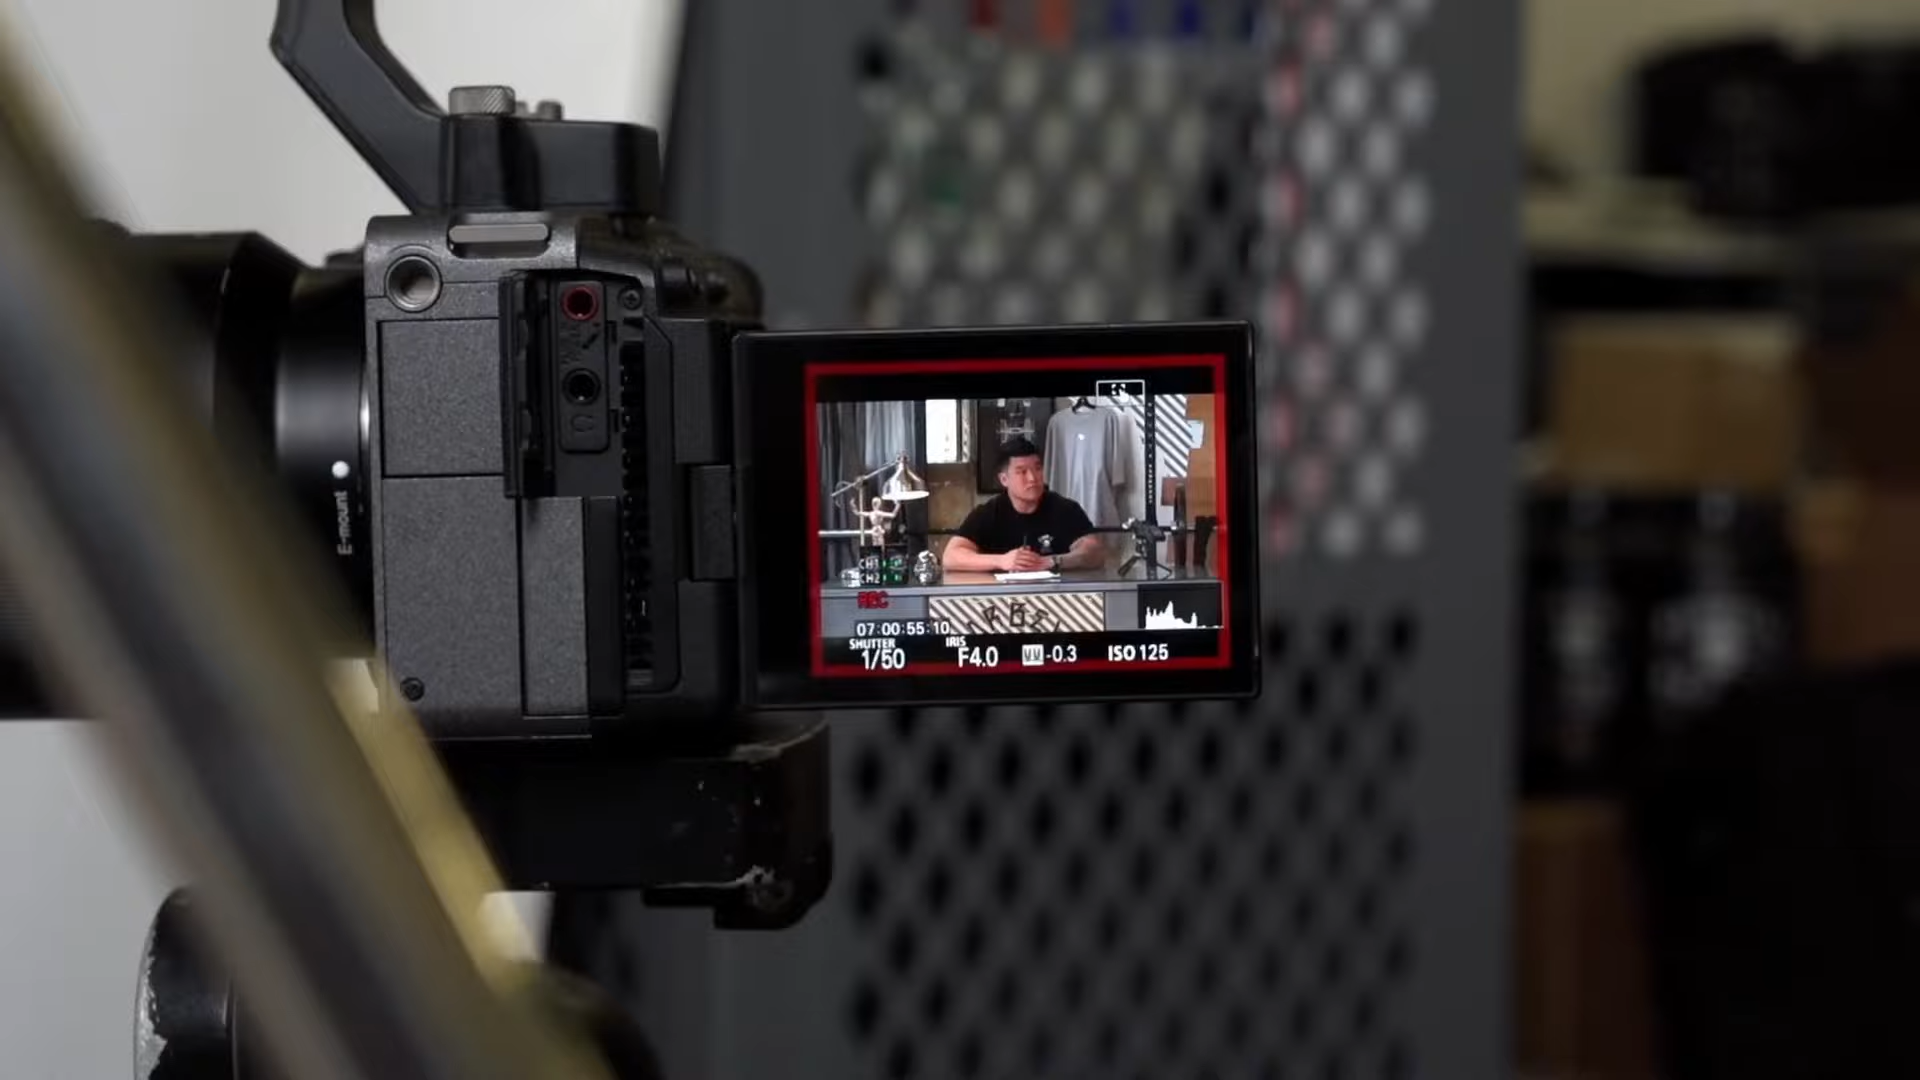 E-mount
CH1
CH2
REC
07:00:55:10
SHUTTER
IRIS
1/50
F4.0
-0.3
ISO 125